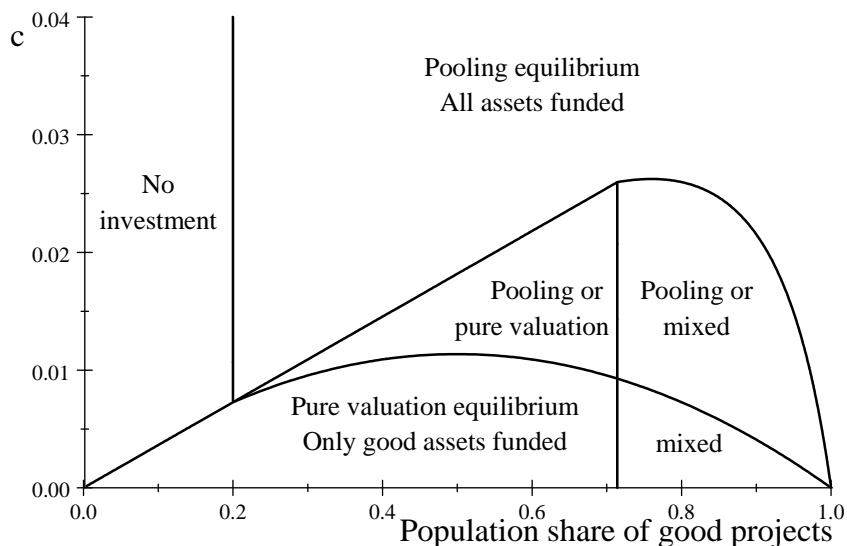 0.04
c
Pooling equilibrium
All assets funded
0.03
No
investment
0.02
Pooling or
pure valuation
Pooling or
mixed
0.01
Pure valuation equilibrium
Only good assets funded
mixed
0.00
0.0
0.2
0.4
0.6
0.8
1.0
Population share of good projects